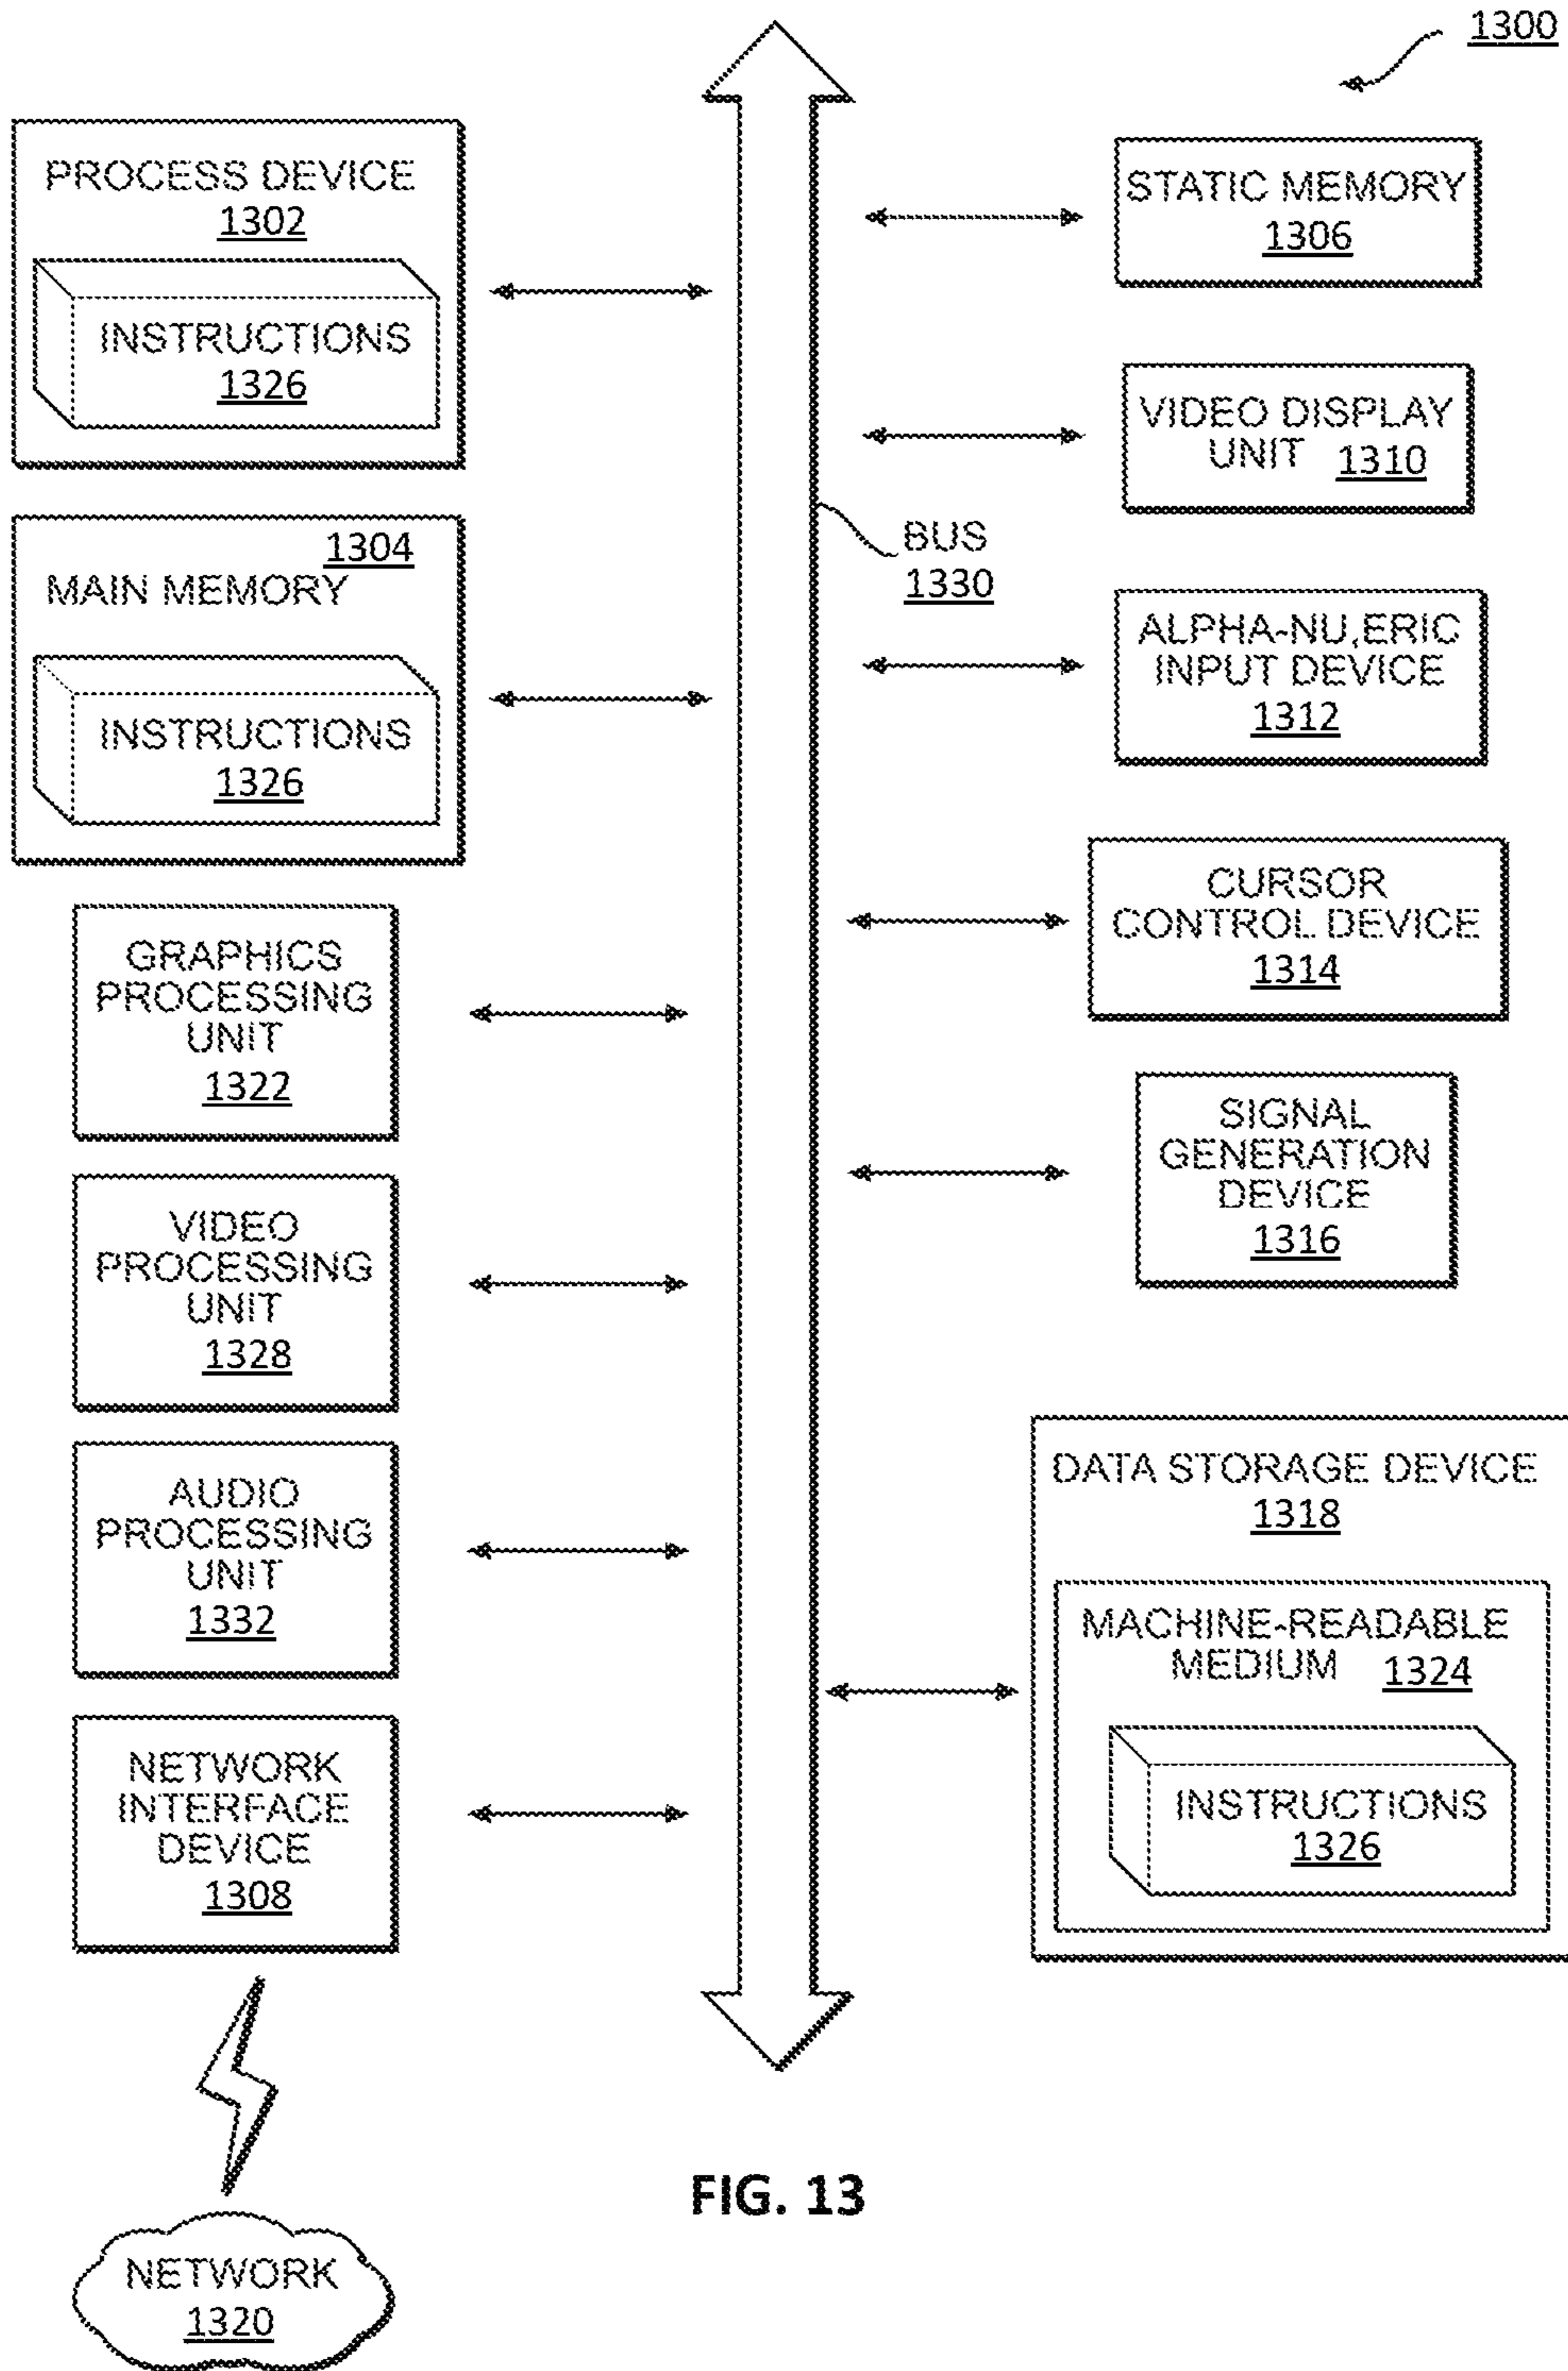 1300
PROCESS DEVICE
1302
INSTRUCTIONS
1326
1304
MAIN MEMORY
INSTRUCTIONS
1326
GRAPHICS
PROCESSING
UNIT
1322
VIDEO
PROCESSING
UNIT
1328
AUDIO
PROCESSING
UNIT
1332
NETWORK
INTERFACE
DEVICE
1308
NETWORK
1320
BUS
1330
STATIC MEMORY
1306
VIDEO DISPLAY
UNIT 1310
ALPHA-NU,ERIC
INPUT DEVICE
1312
CURSOR
CONTROL DEVICE
1314
SIGNAL
GENERATION
DEVICE
1316
DATA STORAGE DEVICE
1318
MACHINE-READABLE
MEDIUM 1324
INSTRUCTIONS
1326
FIG. 13